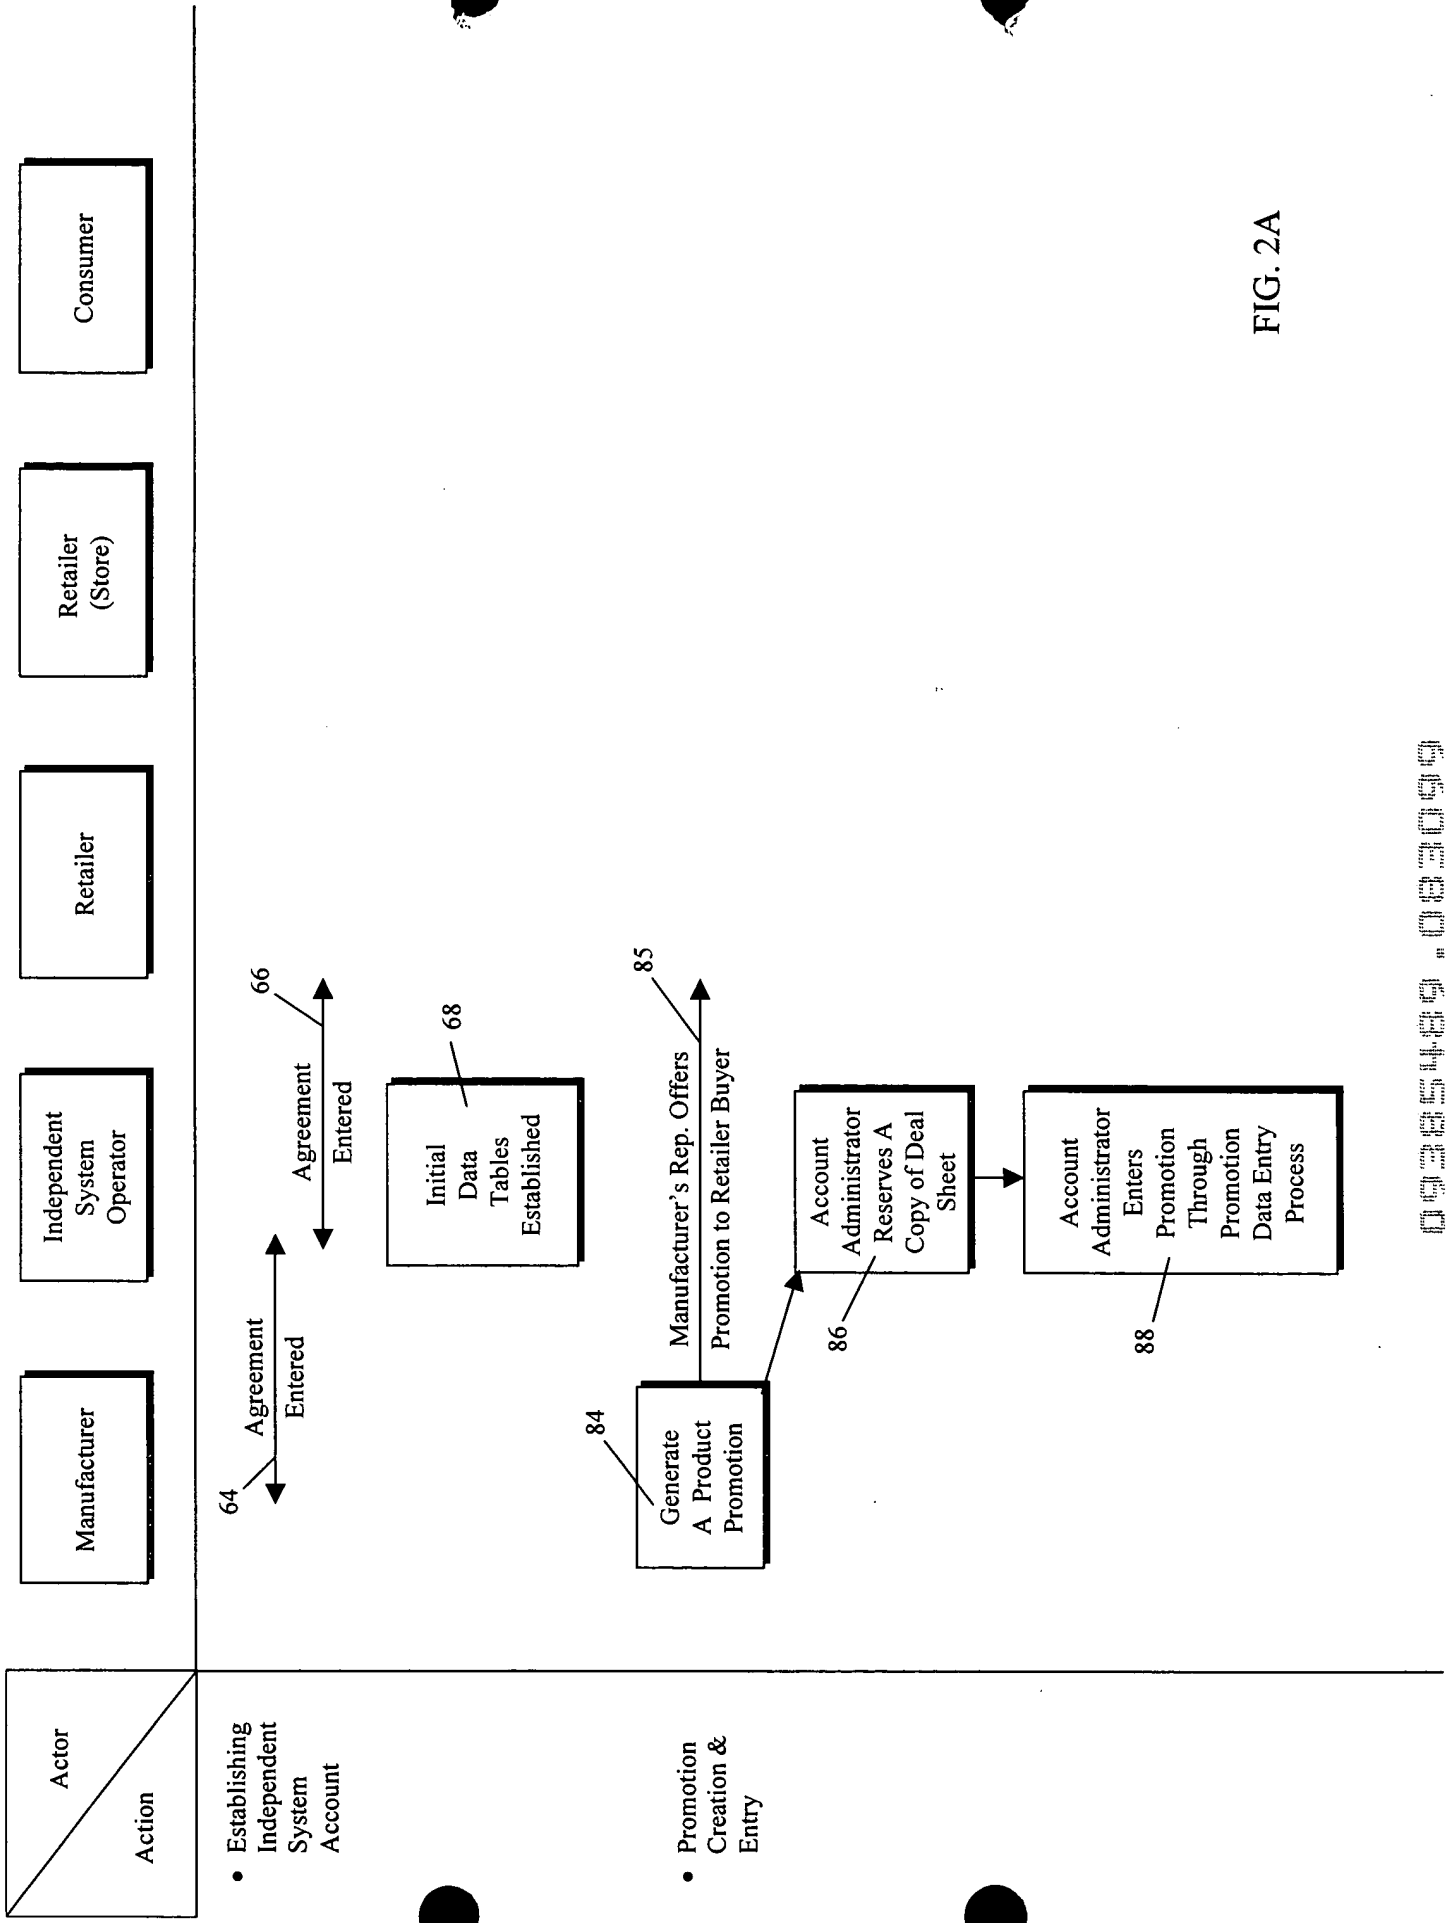 Actor
Action
Manufacturer
Independent
System
Operator
Retailer
Retailer
(Store)
Consumer
• Establishing
Independent
System
Account
64
Agreement
Entered
66
Agreement
Entered
68
Initial
Data
Tables
Established
• Promotion
Creation &
Entry
84
Generate
A Product
Promotion
85
Manufacturer's Rep. Offers
Promotion to Retailer Buyer
86
Account
Administrator
Reserves A
Copy of Deal
Sheet
88
Account
Administrator
Enters
Promotion
Through
Promotion
Data Entry
Process
FIG. 2A